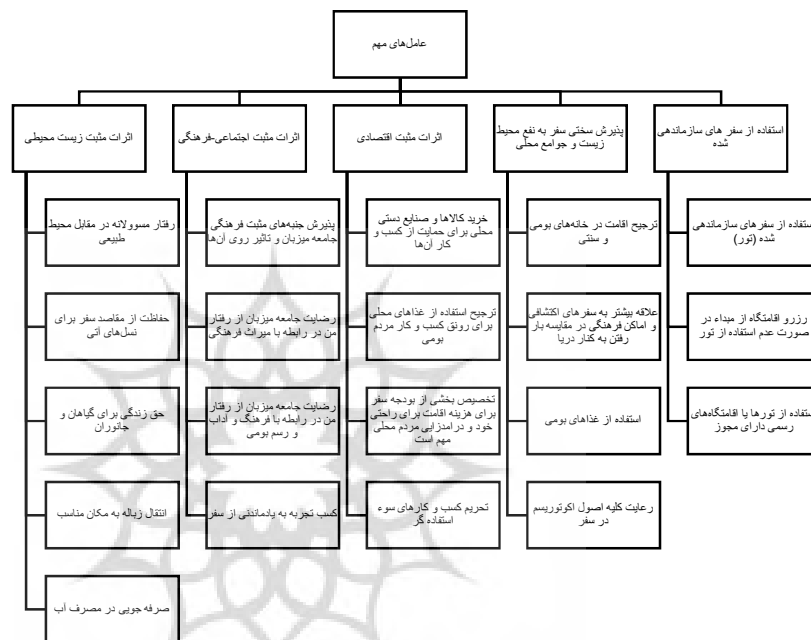 عامل‌های مهم
استفاده از سفر های سازماندهی
شده
ستفاده از سفرهای سازماندهی
شده (تور)
رزرو اقامتگاه از مبداء در
صورت عدم استفاده از تور
ستفاده از تورها یا اقامتگاه‌های
رسمی دارای مجوز
پذیرش سختی سفر به نفع محیط
زیست و جوامع محلی
ترجیح اقامت در خانه‌های بومی
و سنتی
علاقه بیشتر به سفرهای اکتشافی
و اماکن فرهنگی در مقایسه بار
رفتن به کنار دریا
استفاده از غذاهای بومی
رعایت کلیه اصول اکوتوریسم
در سفر
اثرات مثبت اقتصادی
خرید کالاها و صنایع دستی
محلی برای حمایت از کسب و
کار آن‌ها
ترجیح استفاده از غذاهای محلی
برای رونق کسب و کار مردم
بومی
تخصیص بخشی از بودجه سفر
برای هزینه اقامت برای راحتی
خود و درامدزایی مردم محلی
مهم است
تحریم کسب و کارهای سوء
استفاده گر
اثرات مثبت اجتماعی-فرهنگی
پذیرش جنبه‌های مثبت فرهنگی
جامعه میزبان و تاثیر روی آن‌ها
رضایت جامعه میزبان از رفتار
من در رابطه با میراث فرهنگی
رضایت جامعه میزبان از رفتار
من در رابطه با فرهنگ و آداب
و رسم بومی
کسب تجربه به یادماندنی از سفر
اثرات مثبت زیست محیطی
رفتار مسوولانه در مقابل محیط
طبیعی
حفاظت از مقاصد سفر برای
نسل‌های آتی
حق زندگی برای گیاهان و
جانوران
انتقال زباله به مکان مناسب
صرفه جویی در مصرف آب